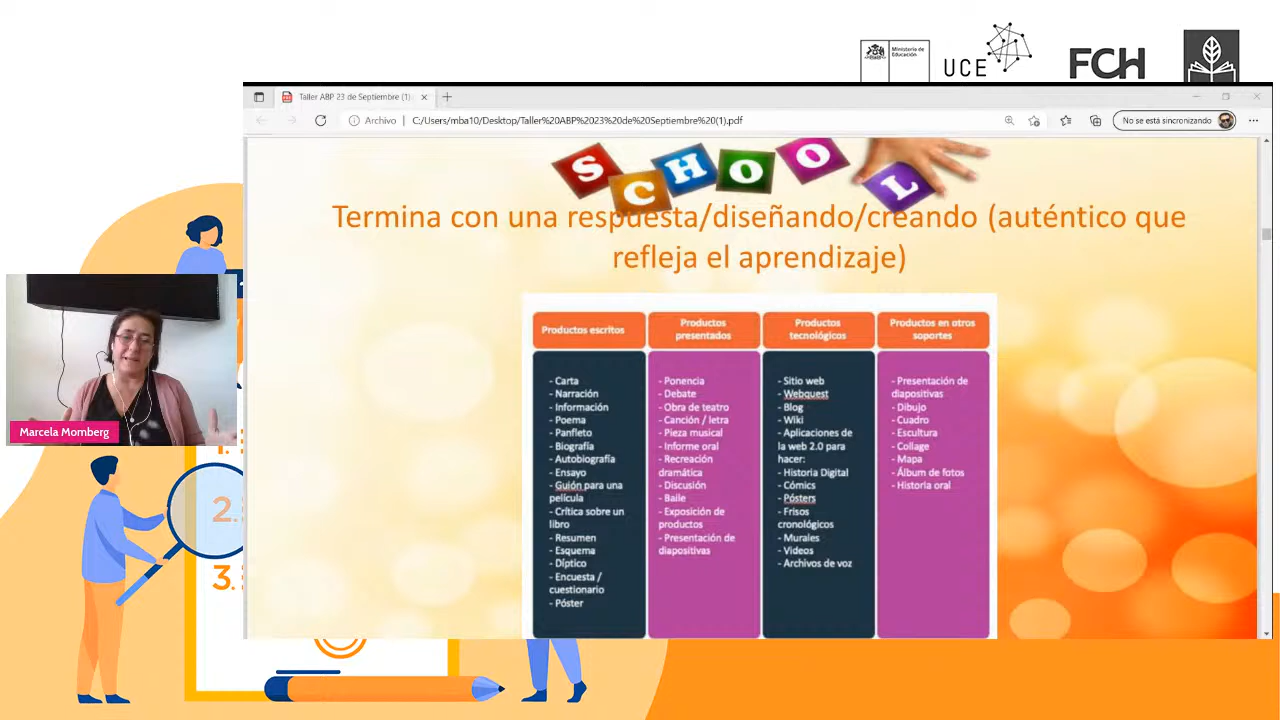 Ministerio de
Educación
UCE
FCH
Taller ABP 23 de Septiembre (1)
Archivo
C:/Users/mba10/Desktop/Taller%20ABP%2023%20de%20Septiembre%20(1).pdf
No se está sincronizando
SCHOOL
Termina con una respuesta/diseñando/creando (auténtico que
refleja el aprendizaje)
Productos escritos
- Carta
- Narración
- Información
- Poema
- Panfleto
- Biografía
- Autobiografía
- Ensayo
- Guión para una
película
- Crítica sobre un
libro
- Resumen
- Esquema
- Díptico
- Encuesta /
cuestionario
- Póster
Productos
presentados
- Ponencia
- Debate
- Obra de teatro
- Canción / letra
- Pieza musical
- Informe oral
- Recreación
dramática
- Discusión
- Baile
- Exposición de
productos
- Presentación de
diapositivas
Productos
tecnológicos
- Sitio web
- Webquest
- Blog
- Wiki
- Aplicaciones de
la web 2.0 para
hacer:
- Historia Digital
- Cómics
- Pósters
- Frisos
cronológicos
- Murales
- Videos
- Archivos de voz
Productos en otros
soportes
- Presentación de
diapositivas
- Dibujo
- Cuadro
- Escultura
- Collage
- Mapa
- Álbum de fotos
- Historia oral
Marcela Momberg
2.
3.